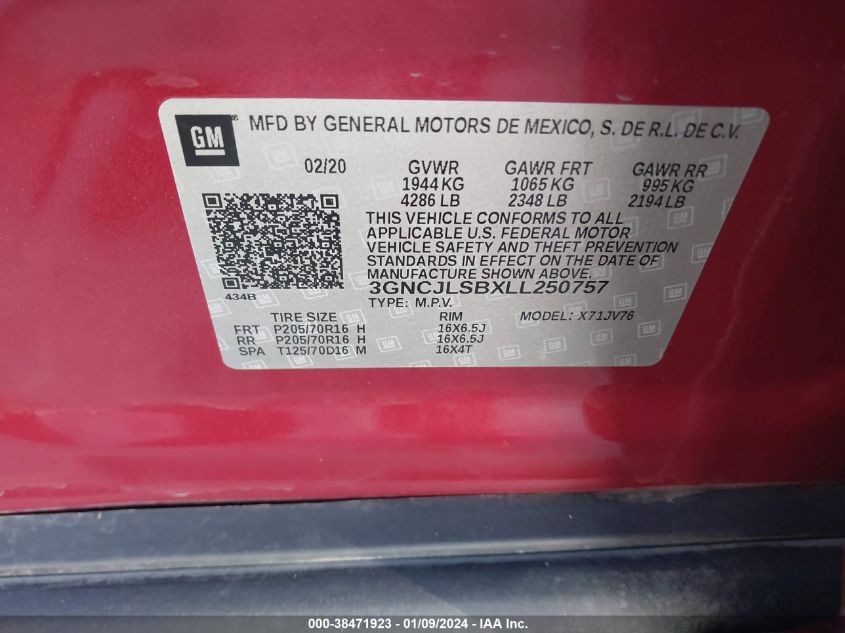 GM
MFD BY GENERAL MOTORS DE MEXICO, S. DE R.L. DE C.V.
02/20 GVWR GAWR FRT GAWR RR
1944 KG 1065 KG 995 KG
4286 LB 2348 LB 2194 LB
THIS VEHICLE CONFORMS TO ALL
APPLICABLE U.S. FEDERAL MOTOR
VEHICLE SAFETY AND THEFT PREVENTION
STANDARDS IN EFFECT ON THE DATE OF
MANUFACTURE SHOWN ABOVE.
434B 3GNCJLSBXLL250757
TYPE: M.P.V.
TIRE SIZE RIM MODEL: X71JV76
FRT P205/70R16 H 16X6.5J
RR P205/70R16 H 16X6.5J
SPA T125/70D16 M 16X4T
000-38471923 - 01/09/2024 - IAA Inc.